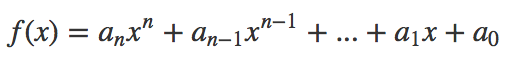 f(x) = aₙxⁿ + aₙ₋₁xⁿ⁻¹ + ... + a₁x + a₀